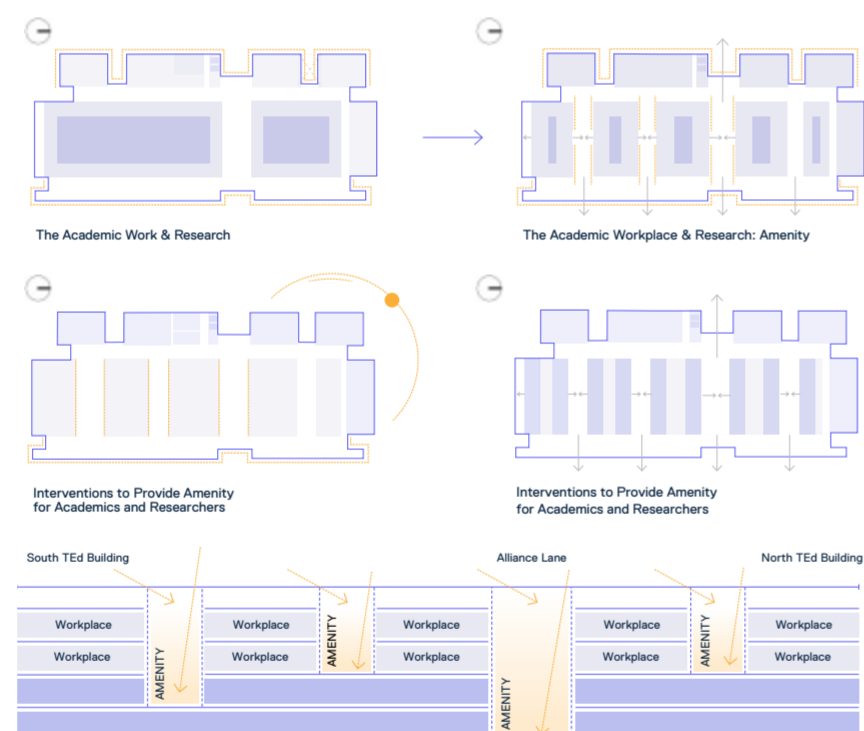 The Academic Work & Research
The Academic Workplace & Research: Amenity
Interventions to Provide Amenity
for Academics and Researchers
Interventions to Provide Amenity
for Academics and Researchers
South TEd Building
Alliance Lane
North TEd Building
Workplace
Workplace
Workplace
Workplace
Workplace
Workplace
Workplace
Workplace
Workplace
Workplace
AMENITY
AMENITY
AMENITY
AMENITY